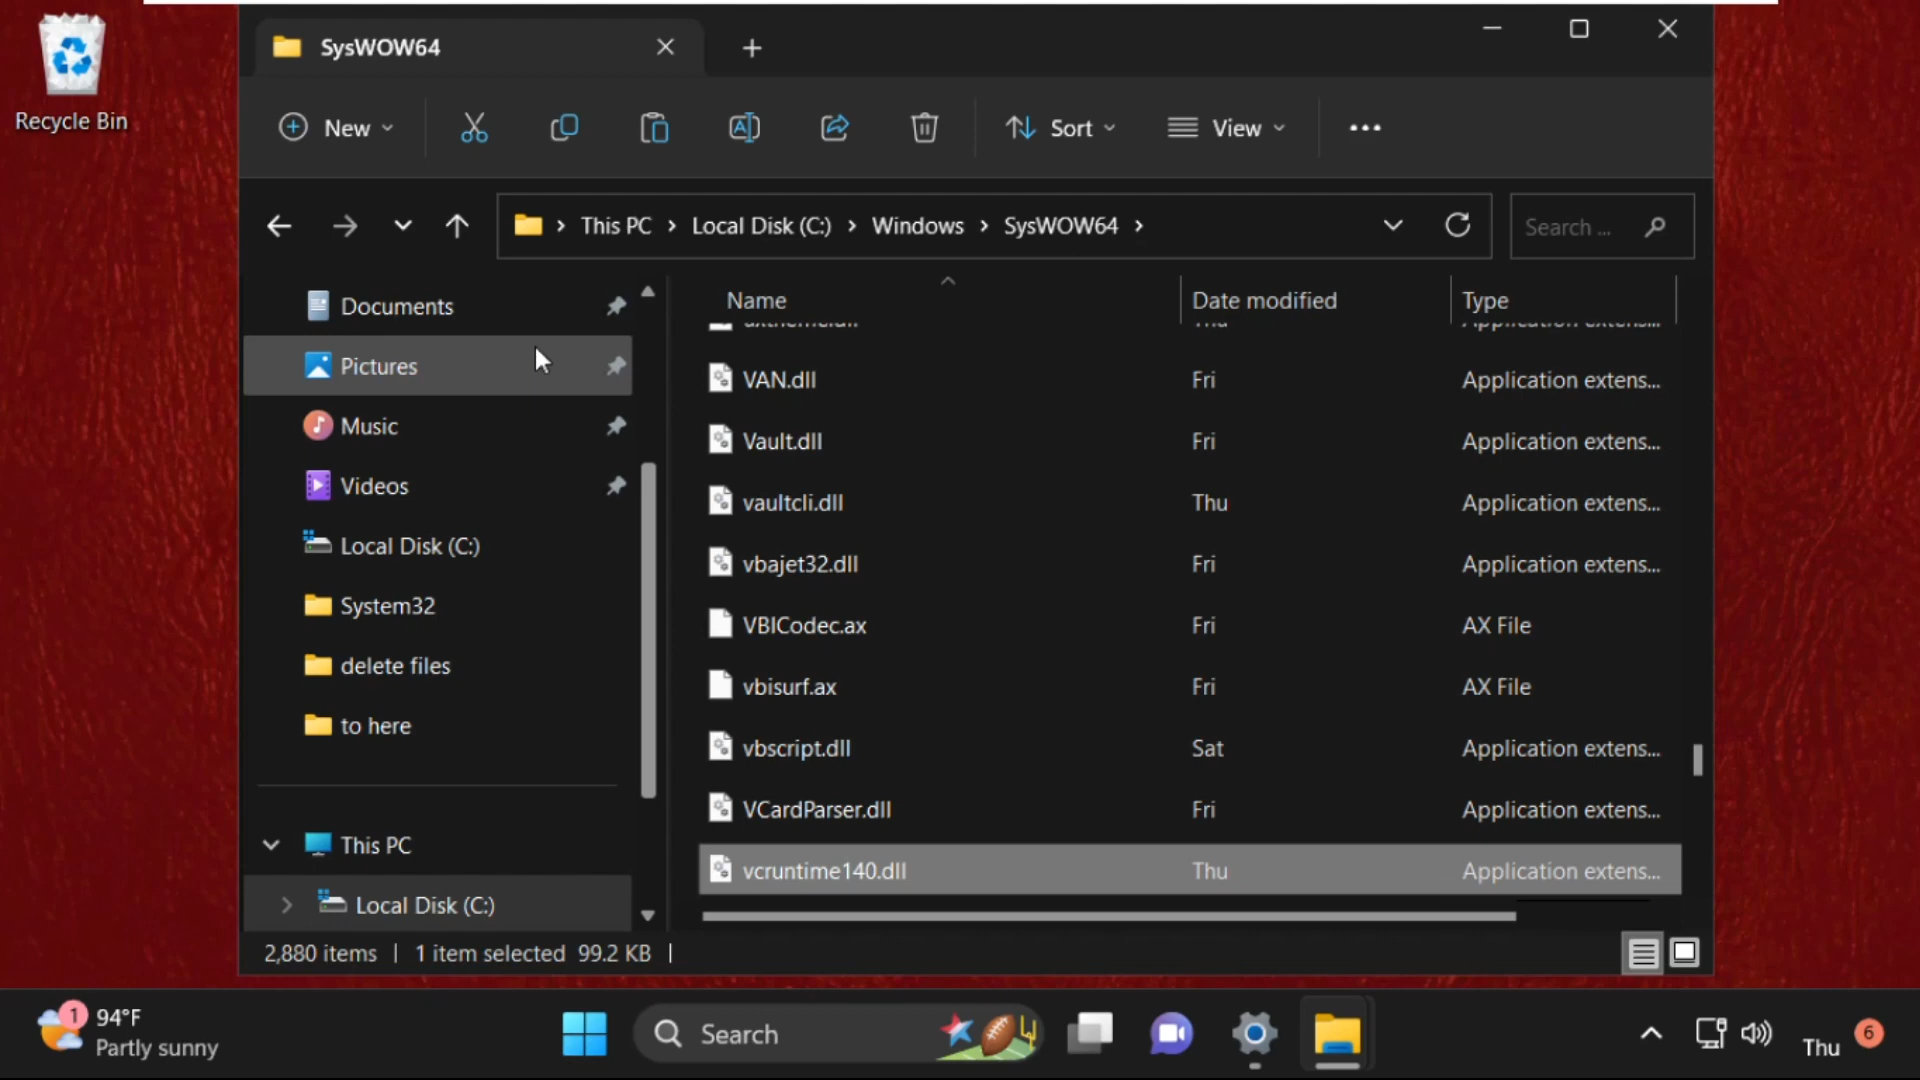 Recycle Bin
SysWOW64
New
Sort
View
This PC
Local Disk (C:)
Windows
SysWOW64
Search ...
Documents
Pictures
Music
Videos
Local Disk (C:)
System32
delete files
to here
This PC
Local Disk (C:)
Name Date modified Type
VAN.dll Fri Application extens...
Vault.dll Fri Application extens...
vaultcli.dll Thu Application extens...
vbajet32.dll Fri Application extens...
VBICodec.ax Fri AX File
vbisurf.ax Fri AX File
vbscript.dll Sat Application extens...
VCardParser.dll Fri Application extens...
vcruntime140.dll Thu Application extens...
2,880 items | 1 item selected 99.2 KB |
1
94°F
Partly sunny
Search
Thu
6